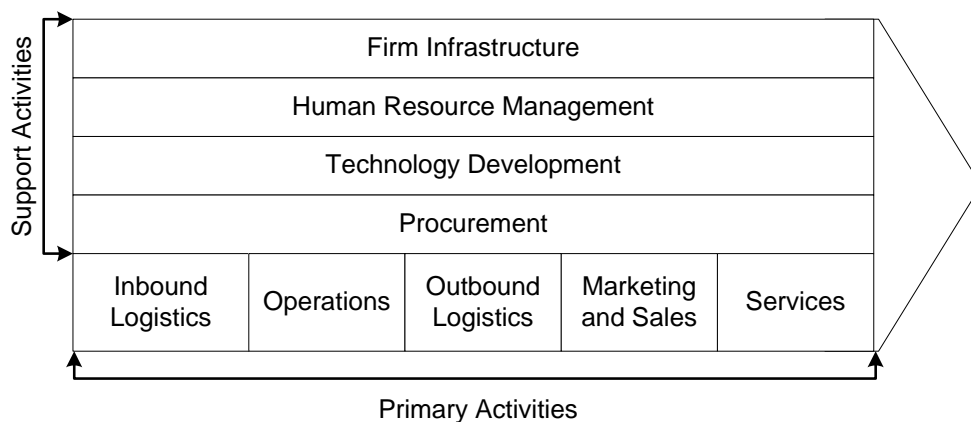 Support Activities
Firm Infrastructure
Human Resource Management
Technology Development
Procurement
Inbound
Logistics
Operations
Outbound
Logistics
Marketing
and Sales
Services
Primary Activities